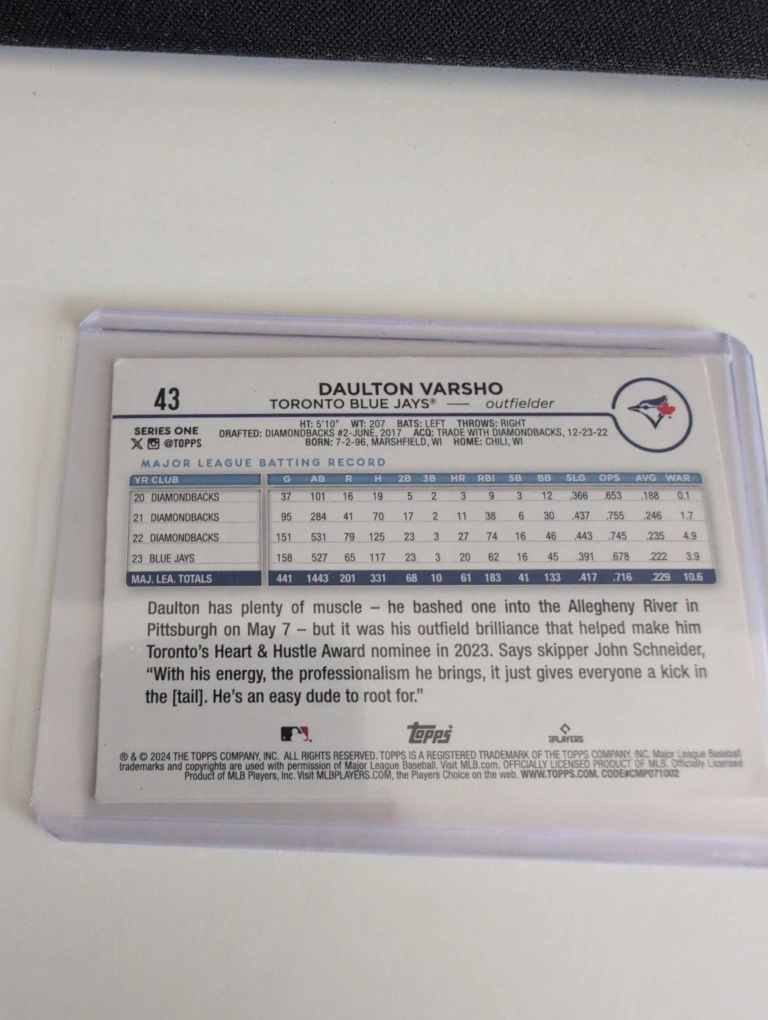 43
DAULTON VARSHO
TORONTO BLUE JAYS® — outfielder
SERIES ONE
@TOPPS
HT: 5'10" WT: 207 BATS: LEFT THROWS: RIGHT
DRAFTED: DIAMONDBACKS #2-JUNE, 2017 ACQ: TRADE WITH DIAMONDBACKS, 12-23-22
BORN: 7-2-96, MARSHFIELD, WI HOME: CHILI, WI
MAJOR LEAGUE BATTING RECORD
YR CLUB G AB R H 2B 3B HR RBI SB BB SLG OPS AVG WAR
20 DIAMONDBACKS 37 101 16 19 5 2 3 9 3 12 .366 .653 .188 0.1
21 DIAMONDBACKS 95 284 41 70 17 2 11 38 6 30 .437 .755 .246 1.7
22 DIAMONDBACKS 151 531 79 125 23 3 27 74 16 46 .443 .745 .235 4.9
23 BLUE JAYS 158 527 65 117 23 3 20 62 16 45 .391 .678 .222 3.9
MAJ. LEA. TOTALS 441 1443 201 331 68 10 61 183 41 133 .417 .716 .229 10.6
Daulton has plenty of muscle – he bashed one into the Allegheny River in
Pittsburgh on May 7 – but it was his outfield brilliance that helped make him
Toronto's Heart & Hustle Award nominee in 2023. Says skipper John Schneider,
"With his energy, the professionalism he brings, it just gives everyone a kick in
the [tail]. He's an easy dude to root for."
Topps
PLAYERS
® & © 2024 THE TOPPS COMPANY, INC. ALL RIGHTS RESERVED. TOPPS IS A REGISTERED TRADEMARK OF THE TOPPS COMPANY, INC. Major League Baseball
trademarks and copyrights are used with permission of Major League Baseball. Visit MLB.com. OFFICIALLY LICENSED PRODUCT OF MLB. Officially Licensed
Product of MLB Players, Inc. Visit MLBPLAYERS.COM, the Players Choice on the web. WWW.TOPPS.COM. CODE#CMP071002